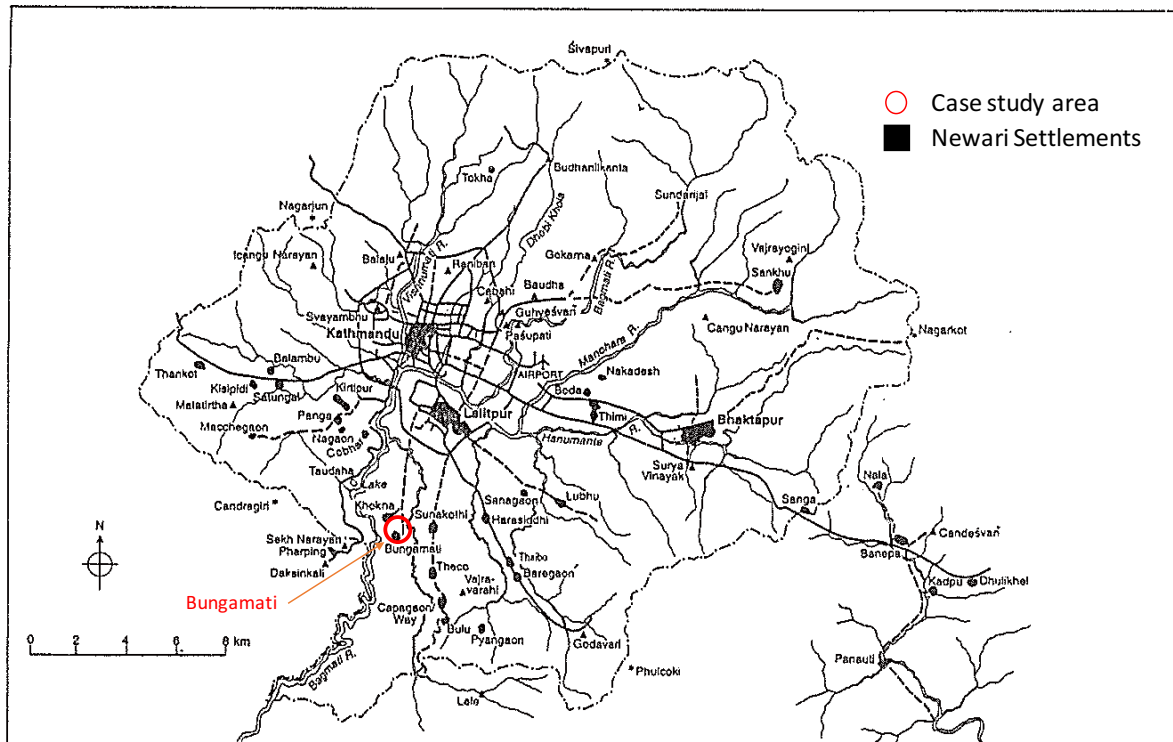 Sivapuri
Case study area
Newari Settlements
Tokha
Budhanilkanta
Sundarijal
Nagarjun
Dhobi Khola
Vishnumati R.
Icangu Narayan
Balaju
Raniban
Gokarna
Bagmati R.
Vajrayogini
Sankhu
Cabahi
Baudha
Svayambhu
Guhyeśvari
Kathmandu
Paśupati
Cangu Narayan
Nagarkot
Manohara R.
Balambu
AIRPORT
Nakadesh
Thankot
Kisipidi
Satungal
Kirtipur
Boda
Matatirtha
Lalitpur
Thimi
Panga
Bhaktapur
Macchegaon
Nagaon
Hanumante R.
Cobhar
Taudaha
Lake
Surya
Vinayak
Nala
Candragiri
Khokna
Sunakothi
Sanagaon
Lubhu
Sanga
Harasiddhi
N
Sekh Narayan
Pharping
Daksinkali
Bungamati
Candeśvari
Banepa
Theco
Thaibo
Baregaon
Vajra-
varahi
Kadpu
Dhulikhel
Bungamati
Capagaon
Way
Bulu
Pyangaon
Godavari
0 2 4 6 8 km
Phulcoki
Panauti
Bagmati R.
Lele